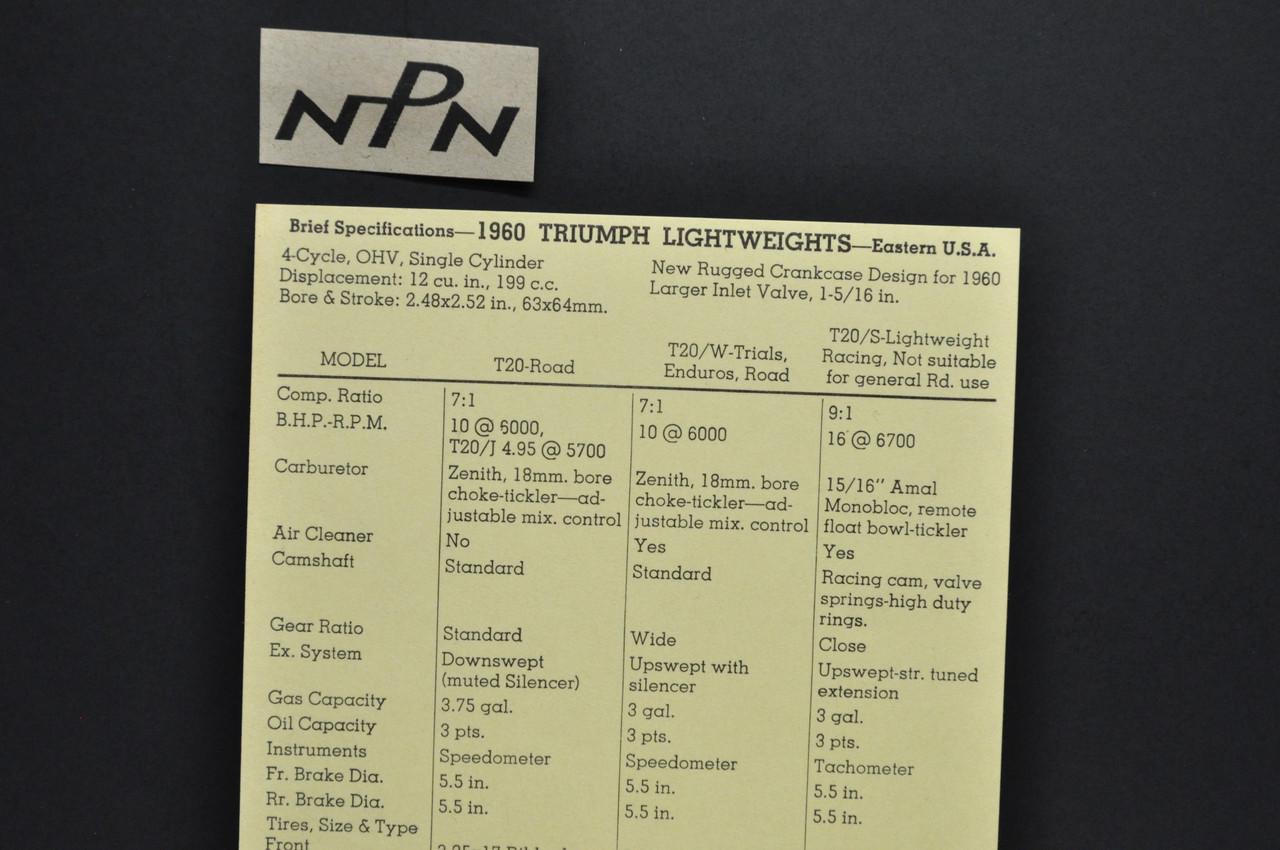 NPN
Brief Specifications—1960 TRIUMPH LIGHTWEIGHTS—Eastern U.S.A.
4-Cycle, OHV, Single Cylinder
Displacement: 12 cu. in., 199 c.c.
Bore & Stroke: 2.48x2.52 in., 63x64mm.
New Rugged Crankcase Design for 1960
Larger Inlet Valve, 1-5/16 in.
MODEL
T20-Road
T20/W-Trials,
Enduros, Road
T20/S-Lightweight
Racing, Not suitable
for general Rd. use
Comp. Ratio 7:1 7:1 9:1
B.H.P.-R.P.M. 10 @ 6000, 10 @ 6000 16 @ 6700
T20/J 4.95 @ 5700
Carburetor Zenith, 18mm. bore Zenith, 18mm. bore 15/16" Amal
choke-tickler—ad- choke-tickler—ad- Monobloc, remote
justable mix. control justable mix. control float bowl-tickler
Air Cleaner No Yes Yes
Camshaft Standard Standard Racing cam, valve
springs-high duty
rings.
Gear Ratio Standard Wide Close
Ex. System Downswept Upswept with Upswept-str. tuned
(muted Silencer) silencer extension
Gas Capacity 3.75 gal. 3 gal. 3 gal.
Oil Capacity 3 pts. 3 pts. 3 pts.
Instruments Speedometer Speedometer Tachometer
Fr. Brake Dia. 5.5 in. 5.5 in. 5.5 in.
Rr. Brake Dia. 5.5 in. 5.5 in. 5.5 in.
Tires, Size & Type
Front